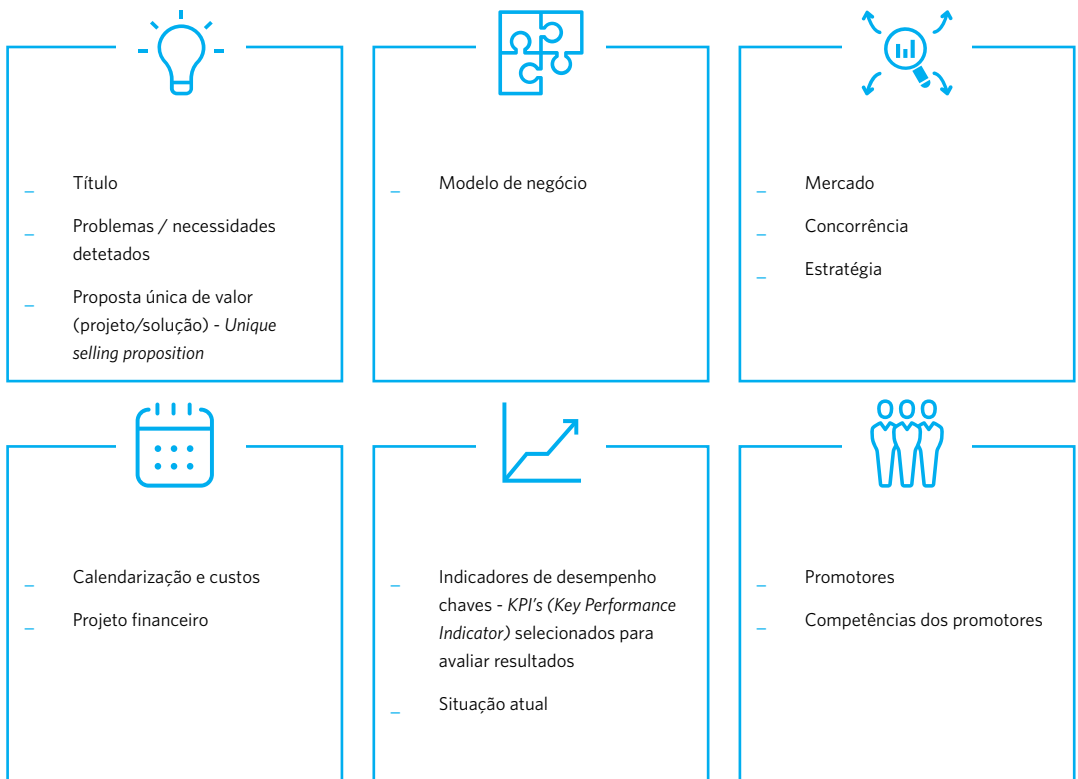 _ Título
_ Problemas / necessidades
detetados
_ Proposta única de valor
(projeto/solução) - Unique
selling proposition
_ Modelo de negócio
_ Mercado
_ Concorrência
_ Estratégia
_ Calendarização e custos
_ Projeto financeiro
_ Indicadores de desempenho
chaves - KPI's (Key Performance
Indicator) selecionados para
avaliar resultados
_ Situação atual
_ Promotores
_ Competências dos promotores